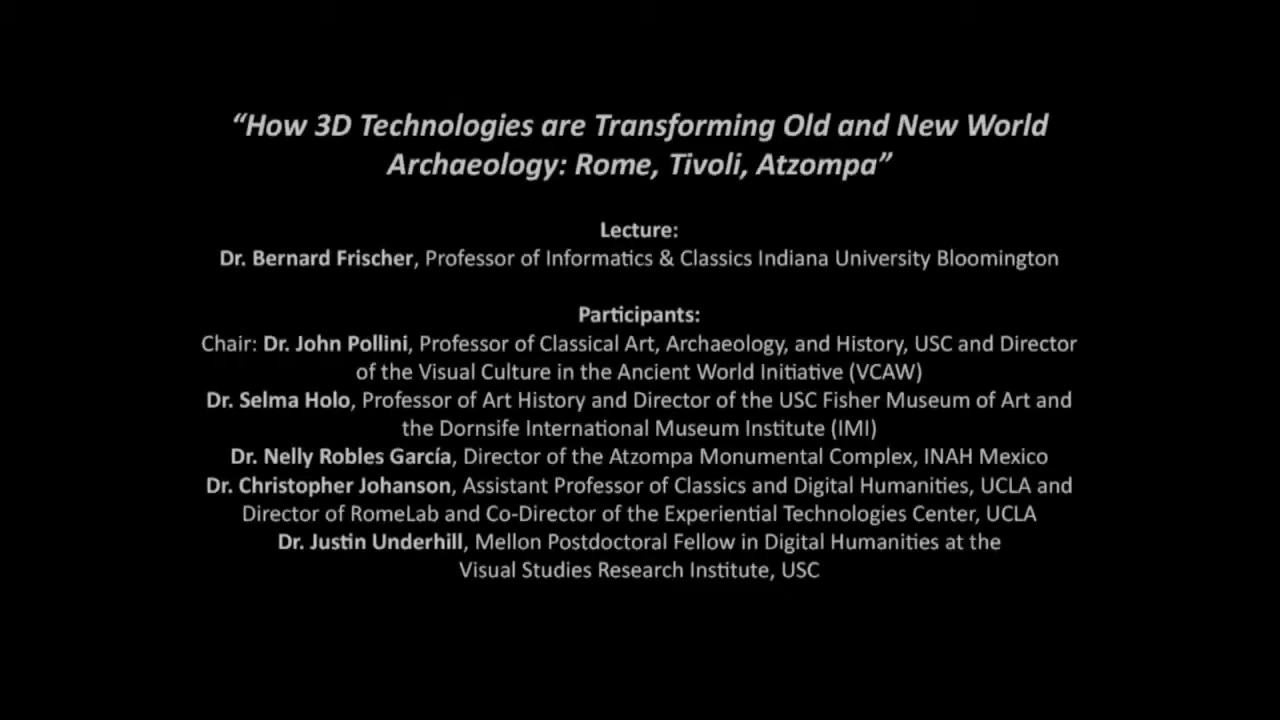 “How 3D Technologies are Transforming Old and New World
Archaeology: Rome, Tivoli, Atzompa”
Lecture:
Dr. Bernard Frischer, Professor of Informatics & Classics Indiana University Bloomington
Participants:
Chair: Dr. John Pollini, Professor of Classical Art, Archaeology, and History, USC and Director
of the Visual Culture in the Ancient World Initiative (VCAW)
Dr. Selma Holo, Professor of Art History and Director of the USC Fisher Museum of Art and
the Dornsife International Museum Institute (IMI)
Dr. Nelly Robles García, Director of the Atzompa Monumental Complex, INAH Mexico
Dr. Christopher Johanson, Assistant Professor of Classics and Digital Humanities, UCLA and
Director of RomeLab and Co-Director of the Experiential Technologies Center, UCLA
Dr. Justin Underhill, Mellon Postdoctoral Fellow in Digital Humanities at the
Visual Studies Research Institute, USC